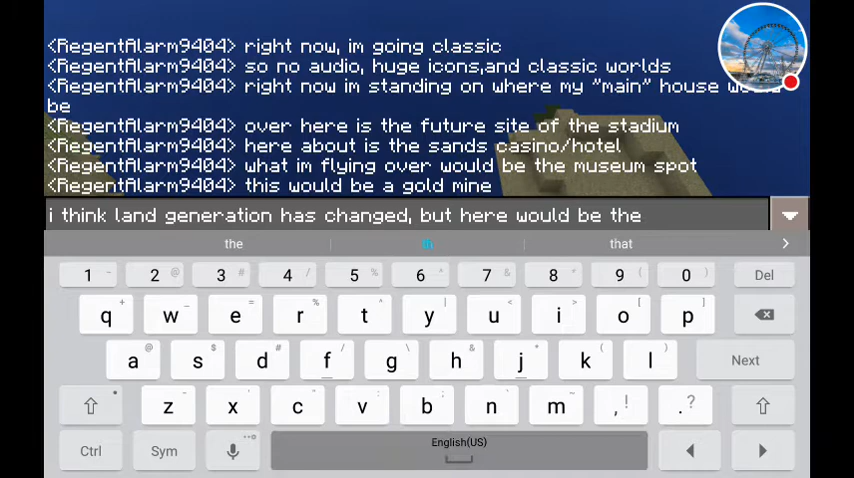 <RegentAlarm9404> right now, im going classic
<RegentAlarm9404> so no audio, huge icons,and classic worlds
<RegentAlarm9404> right now im standing on where my "main" house would
be
<RegentAlarm9404> over here is the future site of the stadium
<RegentAlarm9404> here about is the sands casino/hotel
<RegentAlarm9404> what im flying over would be the museum spot
<RegentAlarm9404> this would be a gold mine
i think land generation has changed, but here would be the
the that
1 2 @ 3 # 4 / 5 % 6 ^ 7 & 8 * 9 ( 0 ) Del
q + w _ e = r % t ^ y | u < i > o [ p ]
a @ s $ d # f / g ^ h & j * k ( l ) Next
z - x ' c " v : b ; n ~ m _ , ! . ?
Ctrl Sym English(US)